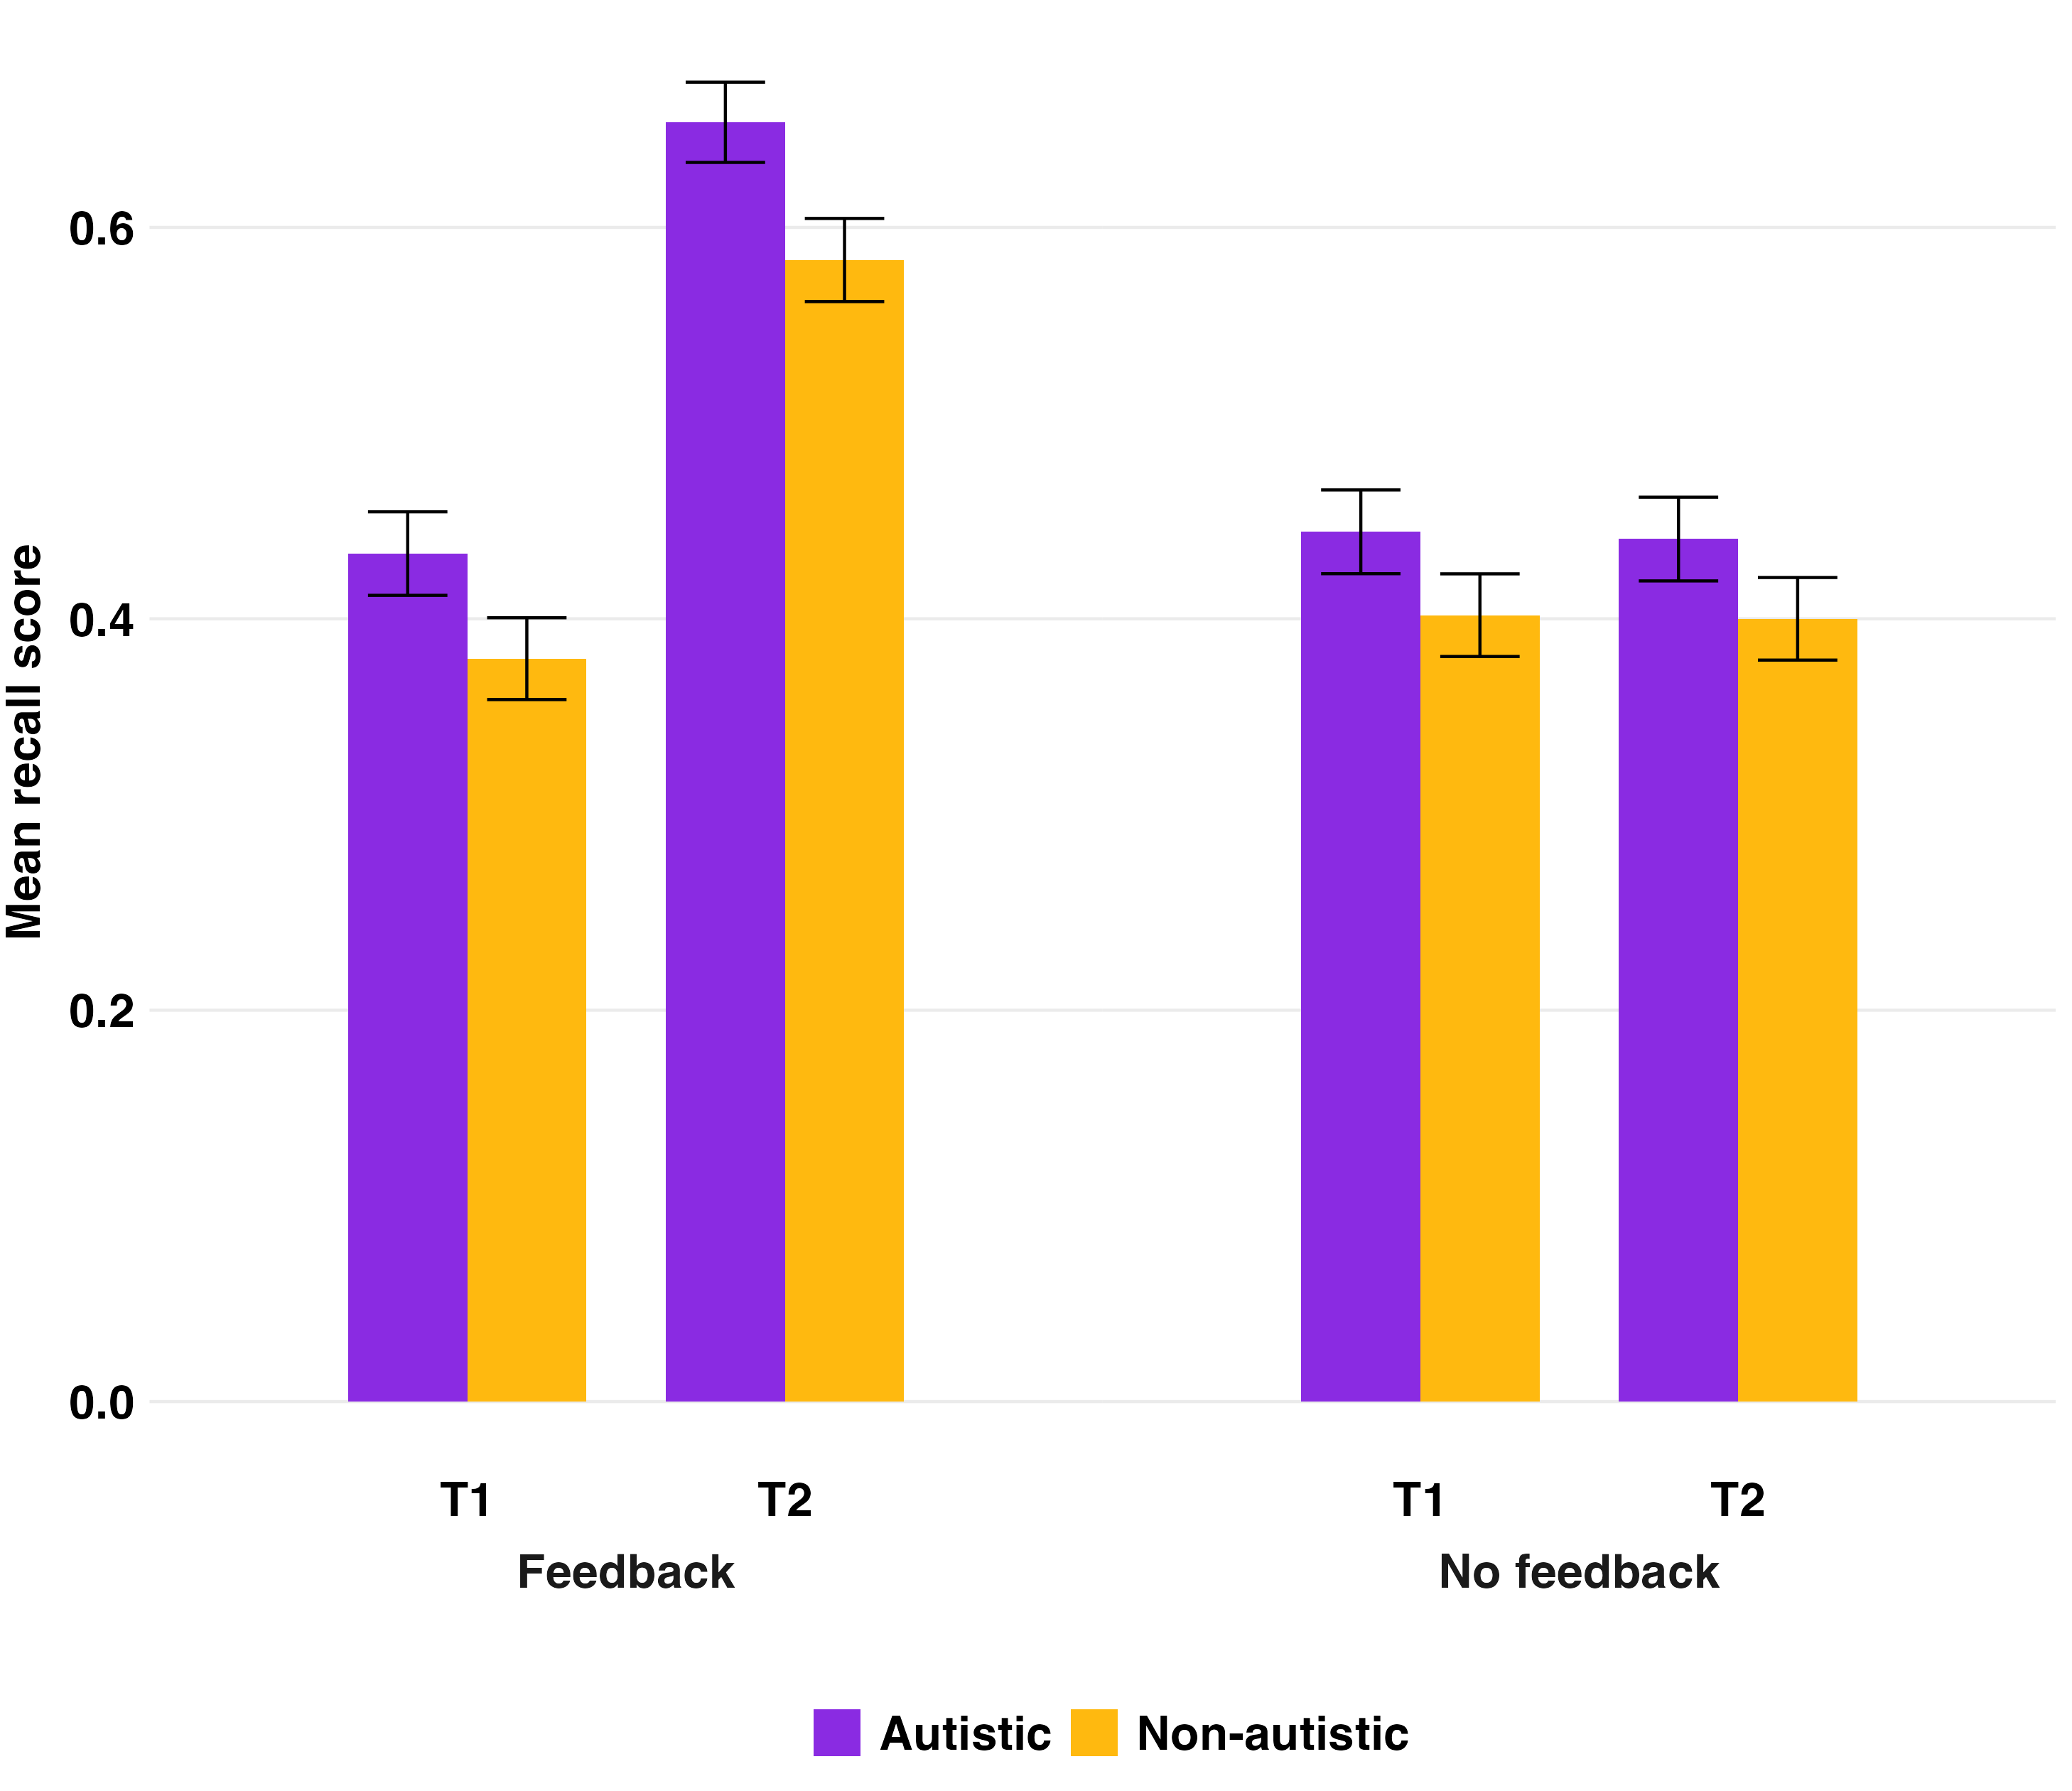 Mean recall score
0.6
0.4
0.2
0.0
T1 T2 T1 T2
Feedback No feedback
Autistic Non-autistic